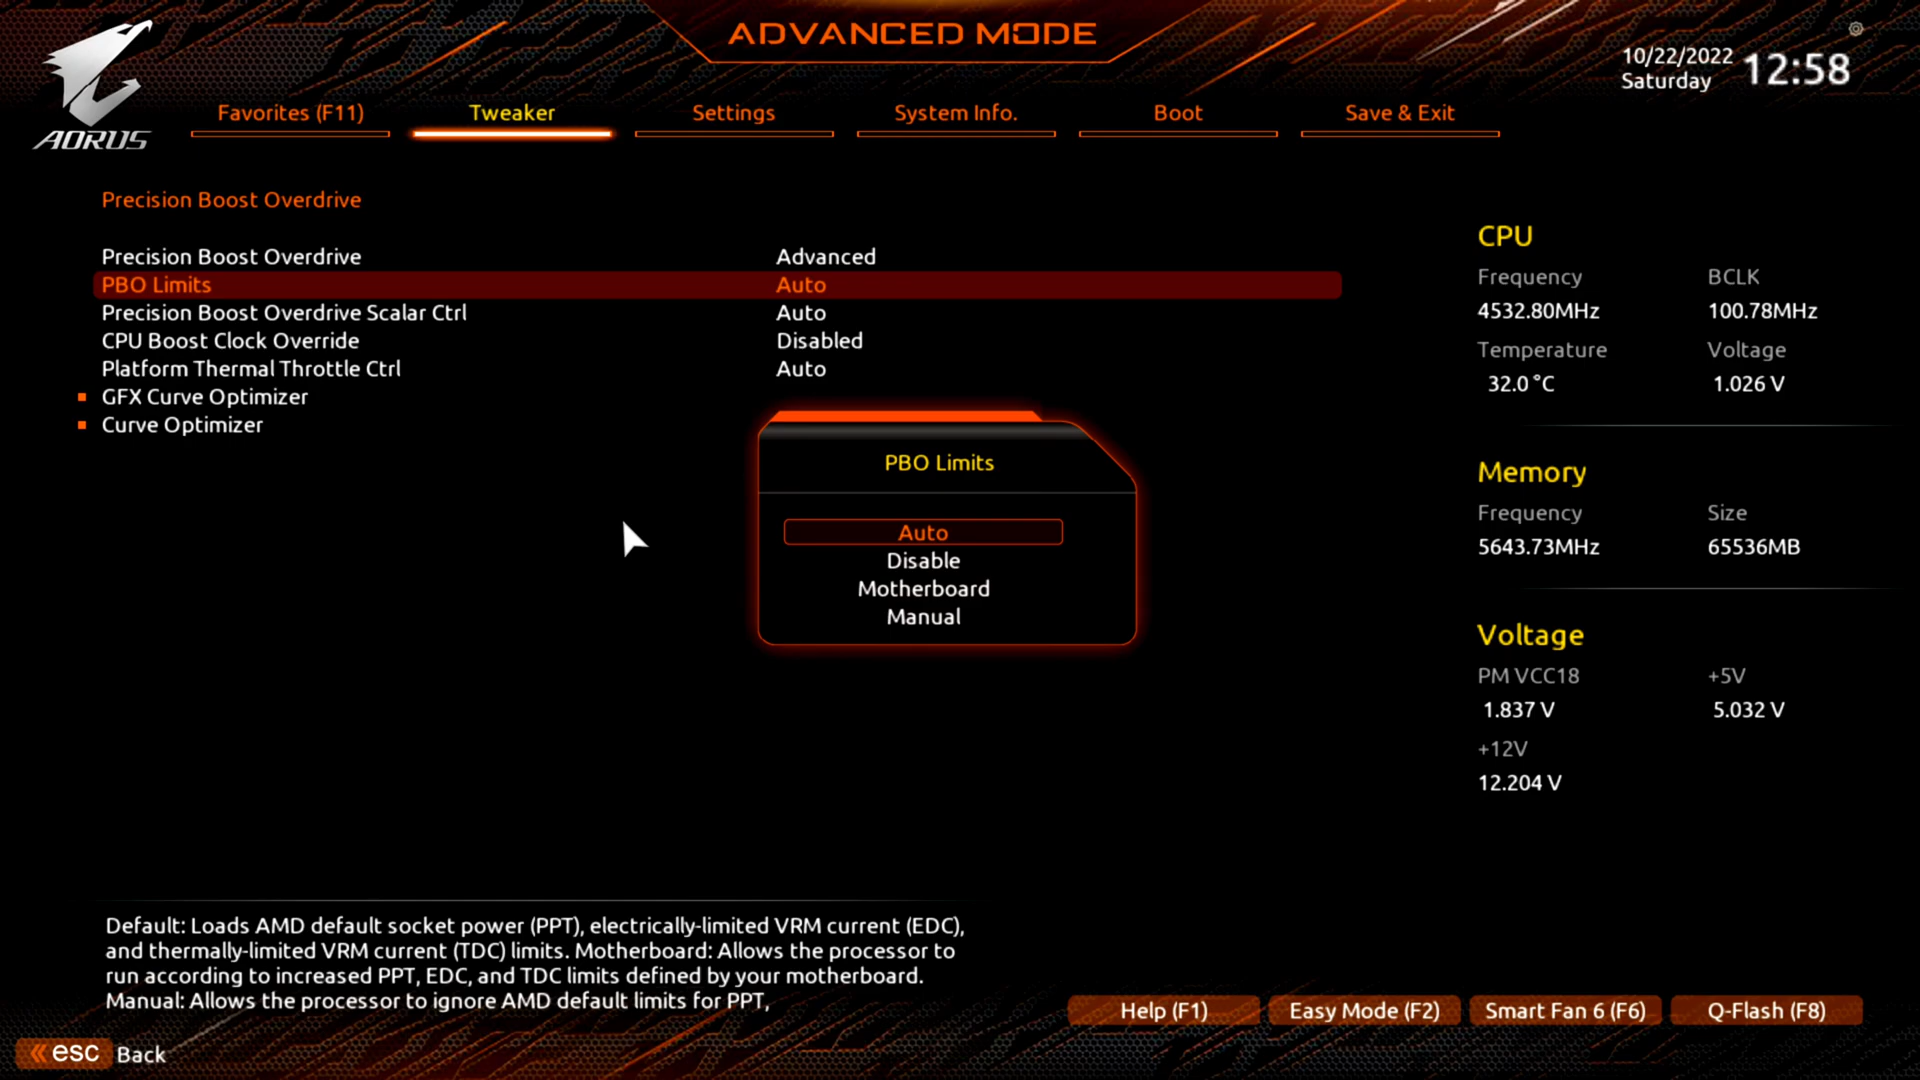 ADVANCED MODE
10/22/2022
Saturday
12:58
AORUS
Favorites (F11)
Tweaker
Settings
System Info.
Boot
Save & Exit
Precision Boost Overdrive
Precision Boost Overdrive Advanced
PBO Limits Auto
Precision Boost Overdrive Scalar Ctrl Auto
CPU Boost Clock Override Disabled
Platform Thermal Throttle Ctrl Auto
GFX Curve Optimizer
Curve Optimizer
PBO Limits
Auto
Disable
Motherboard
Manual
CPU
Frequency BCLK
4532.80MHz 100.78MHz
Temperature Voltage
32.0 °C 1.026 V
Memory
Frequency Size
5643.73MHz 65536MB
Voltage
PM VCC18 +5V
1.837 V 5.032 V
+12V
12.204 V
Default: Loads AMD default socket power (PPT), electrically-limited VRM current (EDC),
and thermally-limited VRM current (TDC) limits. Motherboard: Allows the processor to
run according to increased PPT, EDC, and TDC limits defined by your motherboard.
Manual: Allows the processor to ignore AMD default limits for PPT,
Help (F1)
Easy Mode (F2)
Smart Fan 6 (F6)
Q-Flash (F8)
esc Back